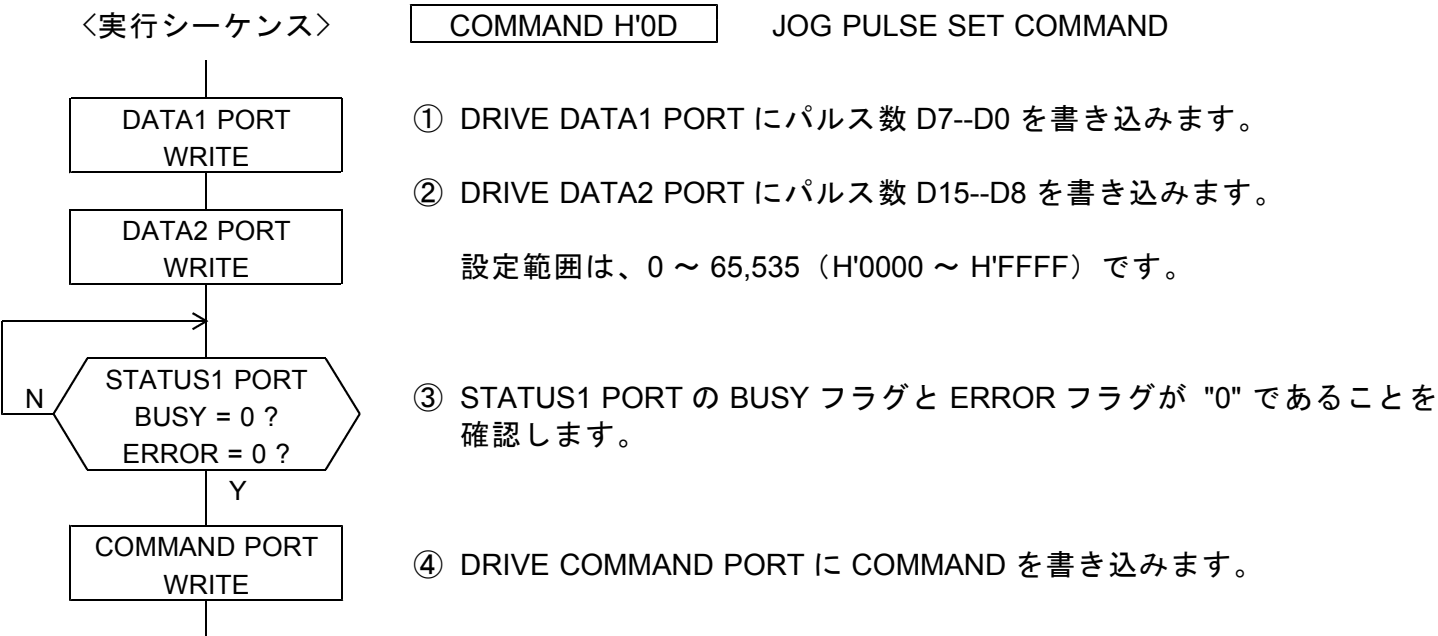 〈実行シーケンス〉
COMMAND H'0D
JOG PULSE SET COMMAND
DATA1 PORT
WRITE
① DRIVE DATA1 PORT にパルス数 D7--D0 を書き込みます。
DATA2 PORT
WRITE
② DRIVE DATA2 PORT にパルス数 D15--D8 を書き込みます。
設定範囲は、0 ～ 65,535（H'0000 ～ H'FFFF）です。
N
STATUS1 PORT
BUSY = 0 ?
ERROR = 0 ?
Y
③ STATUS1 PORT の BUSY フラグと ERROR フラグが "0" であることを
確認します。
COMMAND PORT
WRITE
④ DRIVE COMMAND PORT に COMMAND を書き込みます。